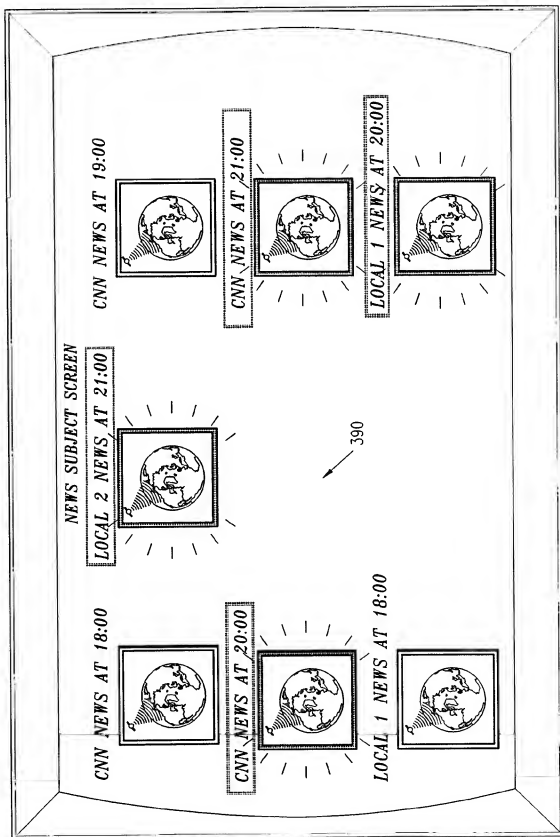 NEWS SUBJECT SCREEN
CNN NEWS AT 18:00
LOCAL 2 NEWS AT 21:00
CNN NEWS AT 19:00
CNN NEWS AT 20:00
CNN NEWS AT 21:00
LOCAL 1 NEWS AT 18:00
LOCAL 1 NEWS AT 20:00
390